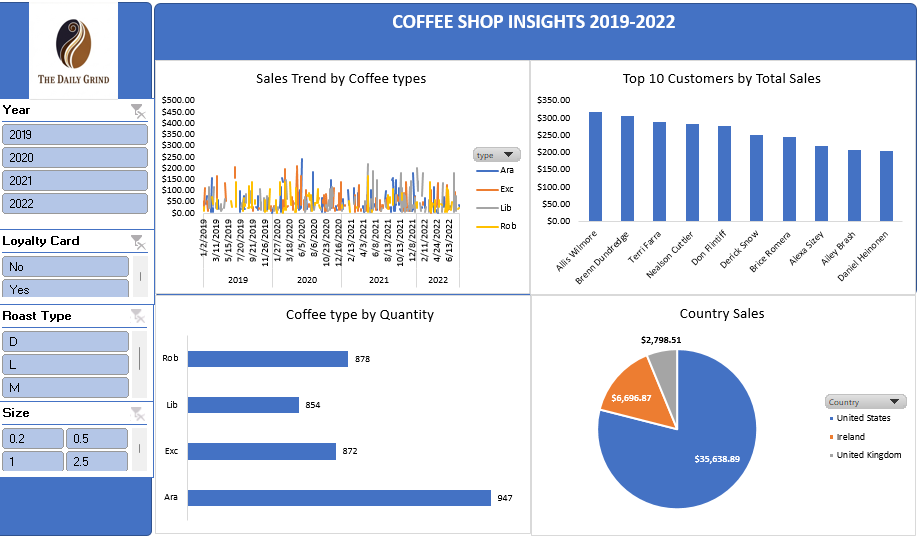 COFFEE SHOP INSIGHTS 2019-2022
THE DAILY GRIND
Year
2019
2020
2021
2022
Loyalty Card
No
Yes
Roast Type
D
L
M
Size
0.2 0.5
1 2.5
Sales Trend by Coffee types
$500.00
$450.00
$400.00
$350.00
$300.00
$250.00
$200.00
$150.00
$100.00
$50.00
$0.00
1/2/2019
3/11/2019
5/15/2019
7/20/2019
9/21/2019
11/26/2019
1/27/2020
3/18/2020
6/5/2020
8/6/2020
10/23/2020
12/16/2020
2/13/2021
4/3/2021
6/8/2021
8/13/2021
10/13/2021
12/8/2021
2/11/2022
4/24/2022
6/13/2022
2019 2020 2021 2022
type
Ara
Exc
Lib
Rob
Top 10 Customers by Total Sales
$350.00
$300.00
$250.00
$200.00
$150.00
$100.00
$50.00
$0.00
Allis Wilmore
Brenn Dundredge
Terri Farra
Nealson Cuttler
Don Flintiff
Derick Snow
Brice Romera
Alexa Sizey
Ailey Brash
Daniel Heinonen
Coffee type by Quantity
Rob 878
Lib 854
Exc 872
Ara 947
Country Sales
$2,798.51
$6,696.87
$35,638.89
Country
United States
Ireland
United Kingdom